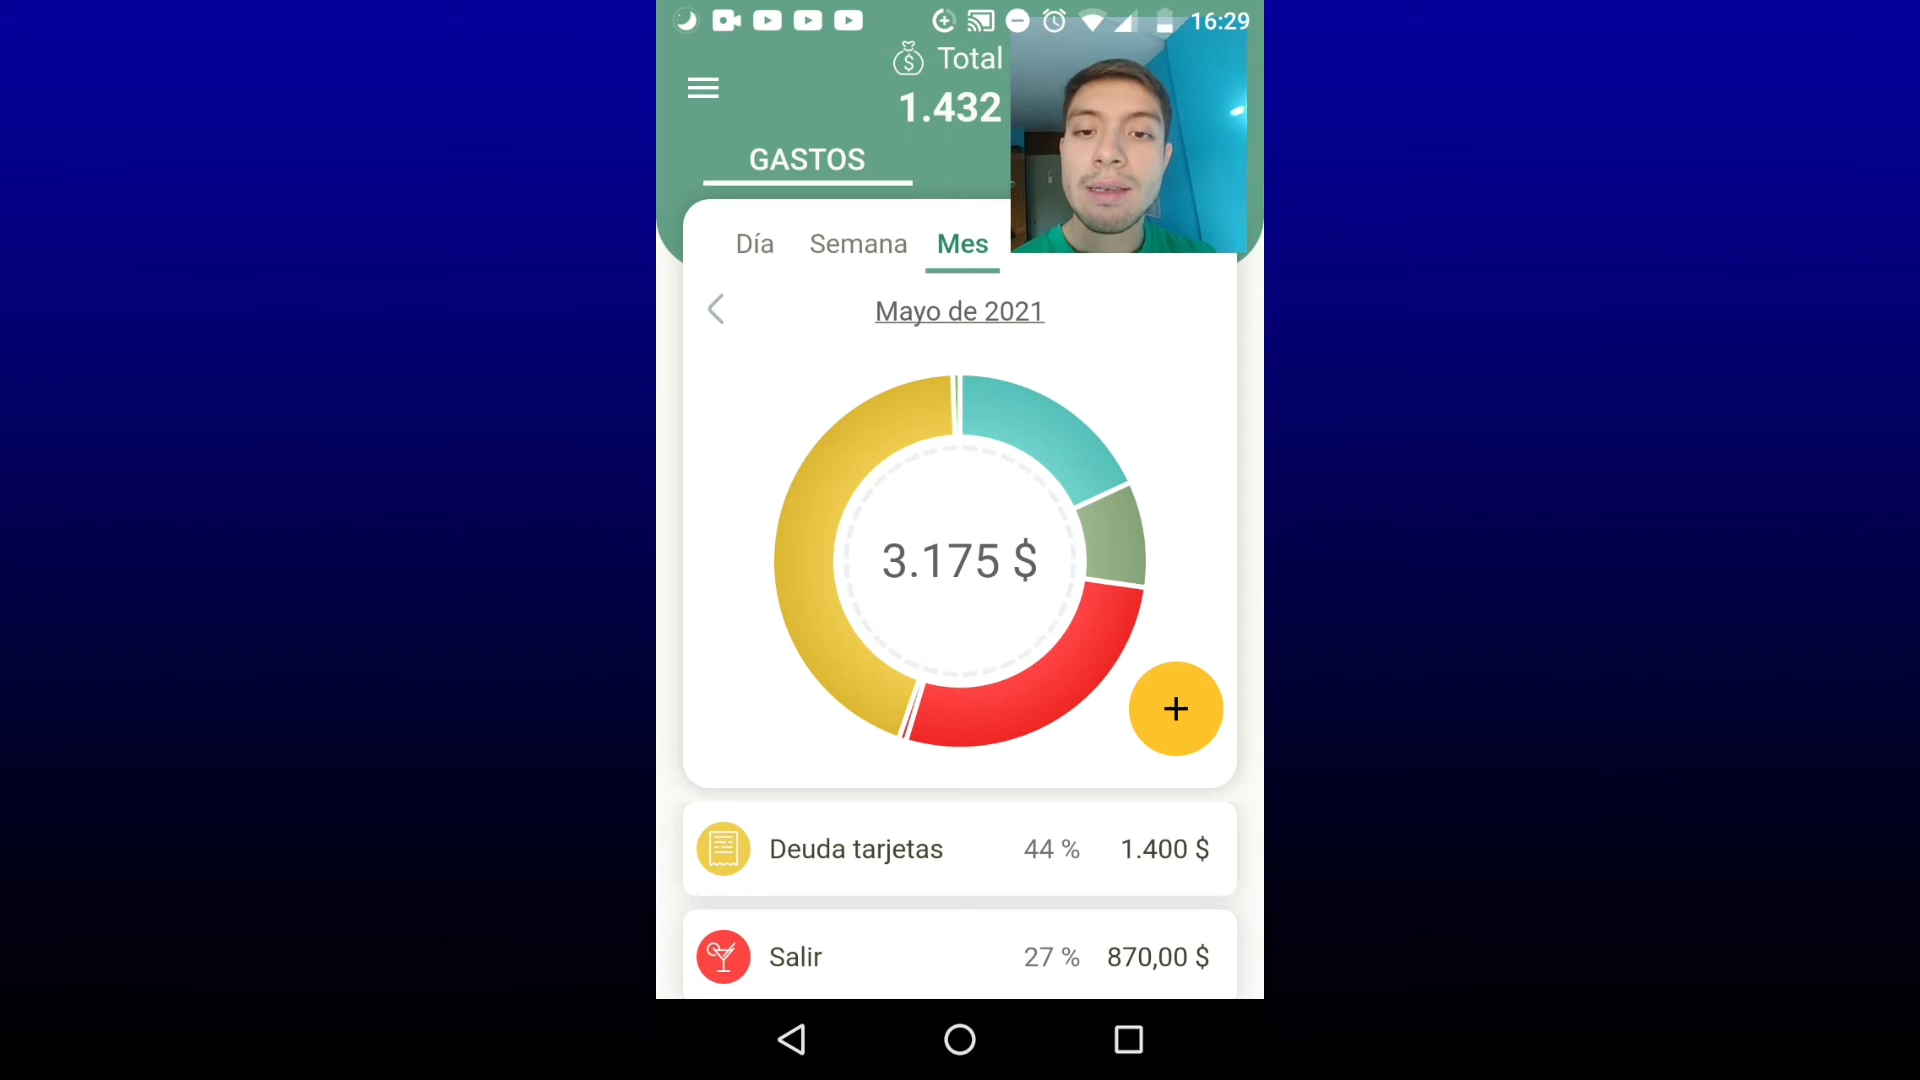 16:29
Total
1.432
GASTOS
Día Semana Mes
Mayo de 2021
3.175 $
Deuda tarjetas 44 % 1.400 $
Salir 27 % 870,00 $